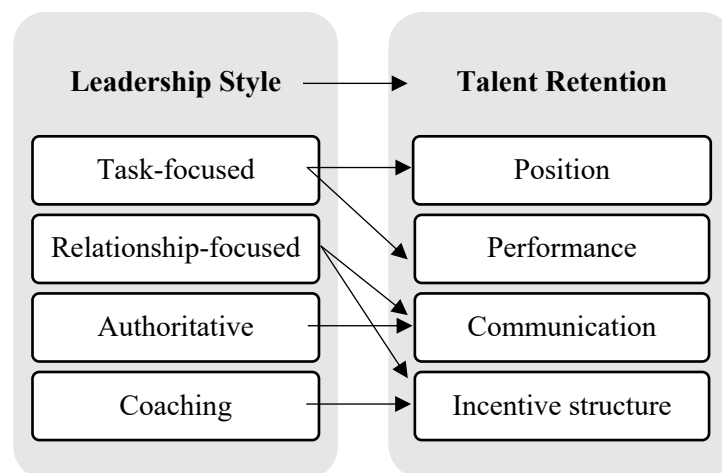 Leadership Style
Talent Retention
Task-focused
Position
Relationship-focused
Performance
Authoritative
Communication
Coaching
Incentive structure